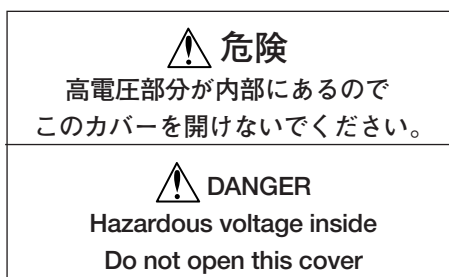 危険
高電圧部分が内部にあるので
このカバーを開けないでください。
DANGER
Hazardous voltage inside
Do not open this cover